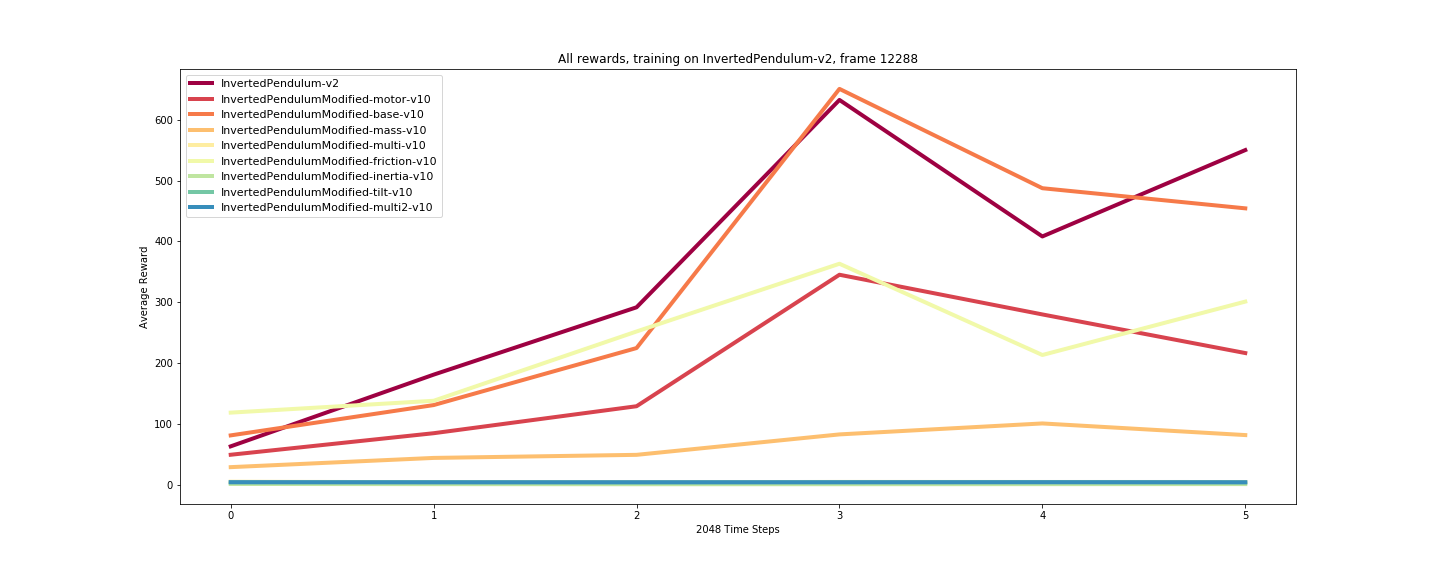 All rewards, training on InvertedPendulum-v2, frame 12288
InvertedPendulum-v2
InvertedPendulumModified-motor-v10
InvertedPendulumModified-base-v10
InvertedPendulumModified-mass-v10
InvertedPendulumModified-multi-v10
InvertedPendulumModified-friction-v10
InvertedPendulumModified-inertia-v10
InvertedPendulumModified-tilt-v10
InvertedPendulumModified-multi2-v10
600
500
400
300
200
100
0
Average Reward
0 1 2 3 4 5
2048 Time Steps